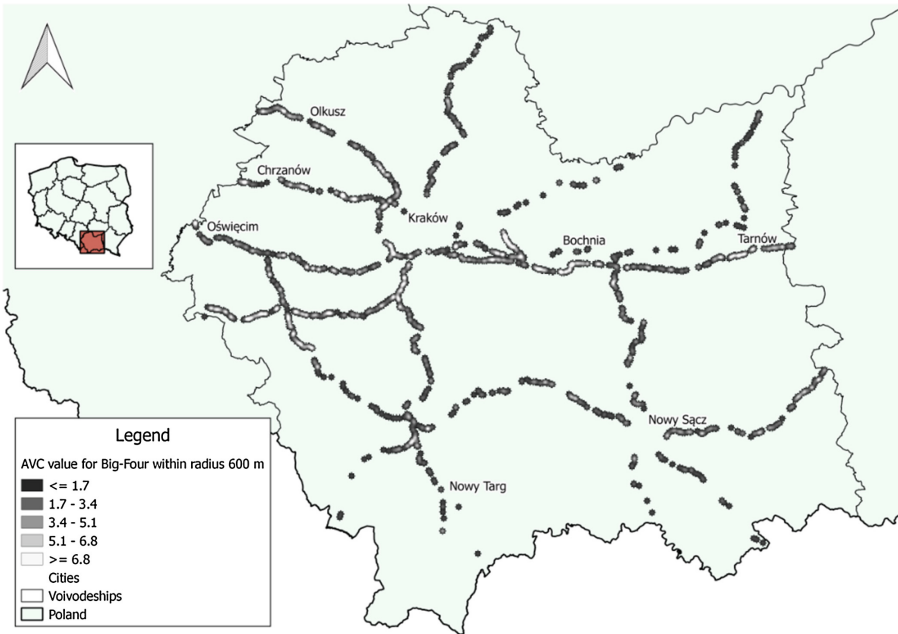 Olkusz
Chrzanów
Kraków
Oświęcim
Bochnia
Tarnów
Nowy Sącz
Nowy Targ
Legend
AVC value for Big-Four within radius 600 m
<= 1.7
1.7 - 3.4
3.4 - 5.1
5.1 - 6.8
>= 6.8
Cities
Voivodeships
Poland